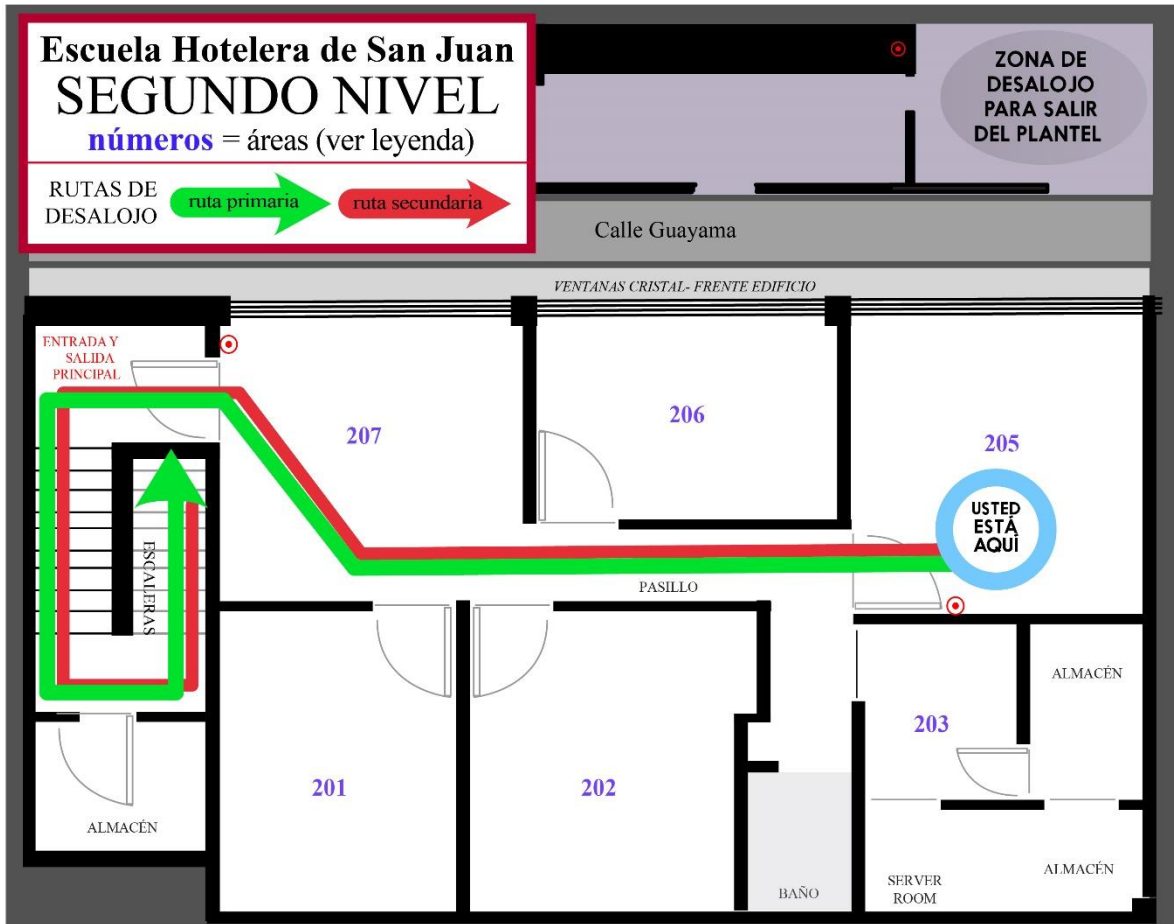 Escuela Hotelera de San Juan
SEGUNDO NIVEL
números = áreas (ver leyenda)
RUTAS DE
DESALOJO
ruta primaria
ruta secundaria
ZONA DE
DESALOJO
PARA SALIR
DEL PLANTEL
Calle Guayama
VENTANAS CRISTAL- FRENTE EDIFICIO
ENTRADA Y
SALIDA
PRINCIPAL
207
206
205
USTED
ESTÁ
AQUÍ
ESCALERAS
PASILLO
ALMACÉN
203
201
202
ALMACÉN
BAÑO
SERVER
ROOM
ALMACÉN